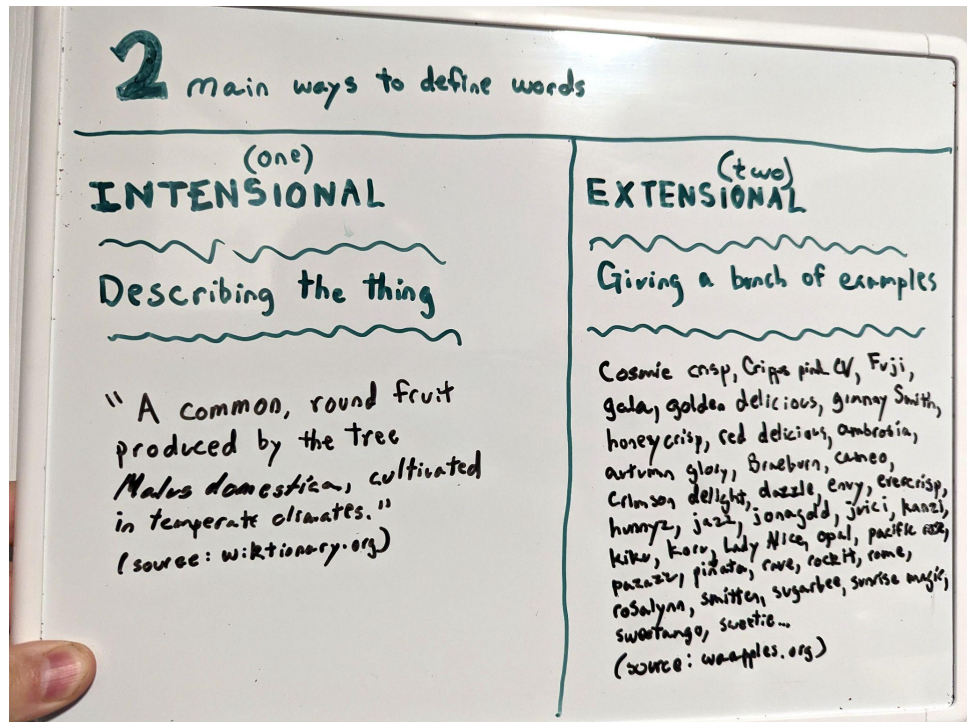 2 main ways to define words
(one)
INTENSIONAL
Describing the thing
"A common, round fruit
produced by the tree
Malus domestica, cultivated
in temperate climates."
(source: wiktionary.org)
(two)
EXTENSIONAL
Giving a bunch of examples
Cosmic crisp, Cripps pink CV, Fuji,
gala, golden delicious, granny Smith,
honeycrisp, red delicious, ambrosia,
autumn glory, Braeburn, cameo,
Crimson delight, dazzle, envy, evercrisp,
hunnyz, jazz, jonagold, juici, kanzi,
kiku, Koru, Lady Alice, opal, pacific rose,
pazazz, piñata, rave, rockit, rome,
rosalynn, smitten, sugarbee, sunrise magic,
sweetango, sweetie...
(source: waapples.org)